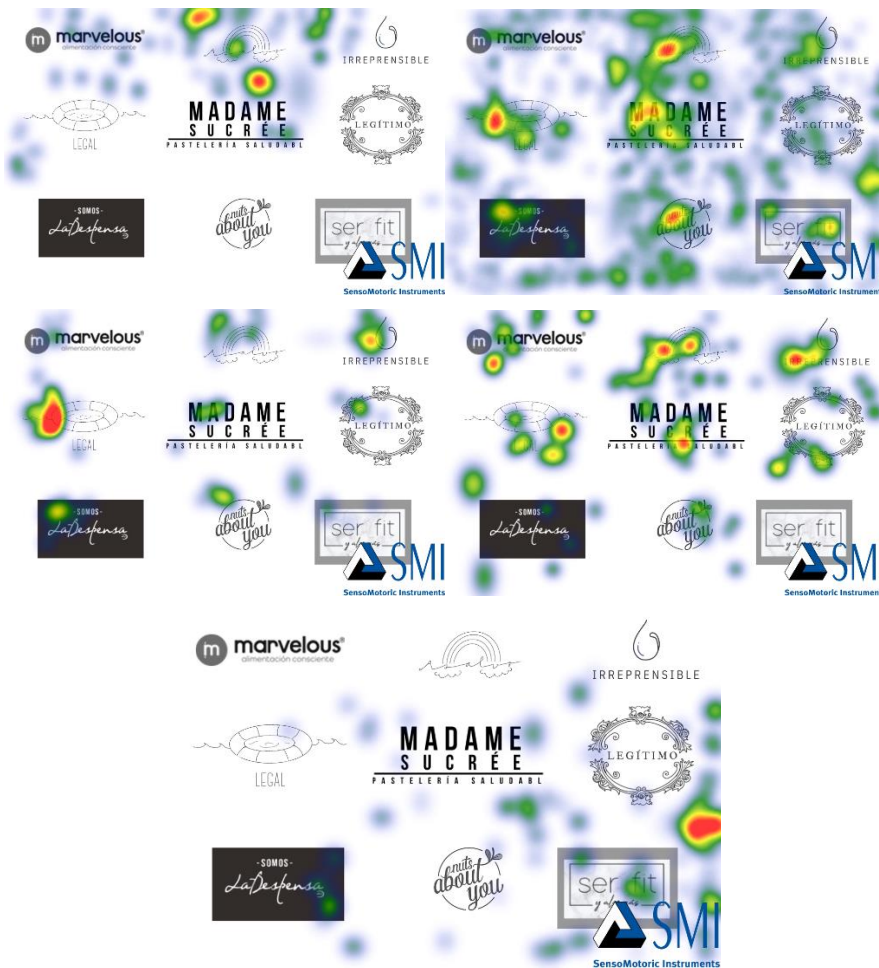 m marvelous®
alimentación consciente
a salvo
IRREPRENSIBLE
LEGAL
MADAME
SUCRÉE
PASTELERÍA SALUDABL
LEGÍTIMO
-SOMOS-
LaDespensa
nuts
about
you
ser fit
SMI
SensoMotoric Instruments
m marvelous®
alimentación consciente
a salvo
IRREPRENSIBLE
LEGAL
MADAME
SUCRÉE
PASTELERÍA SALUDABL
LEGÍTIMO
-SOMOS-
LaDespensa
nuts
about
you
ser fit
SMI
SensoMotoric Instruments
m marvelous®
alimentación consciente
a salvo
IRREPRENSIBLE
LEGAL
MADAME
SUCRÉE
PASTELERÍA SALUDABL
LEGÍTIMO
-SOMOS-
LaDespensa
nuts
about
you
ser fit
SMI
SensoMotoric Instruments
m marvelous®
alimentación consciente
a salvo
IRREPRENSIBLE
LEGAL
MADAME
SUCRÉE
PASTELERÍA SALUDABL
LEGÍTIMO
-SOMOS-
LaDespensa
nuts
about
you
ser fit
SMI
SensoMotoric Instruments
m marvelous®
alimentación consciente
a salvo
IRREPRENSIBLE
LEGAL
MADAME
SUCRÉE
PASTELERÍA SALUDABL
LEGÍTIMO
-SOMOS-
LaDespensa
nuts
about
you
ser fit
SMI
SensoMotoric Instruments